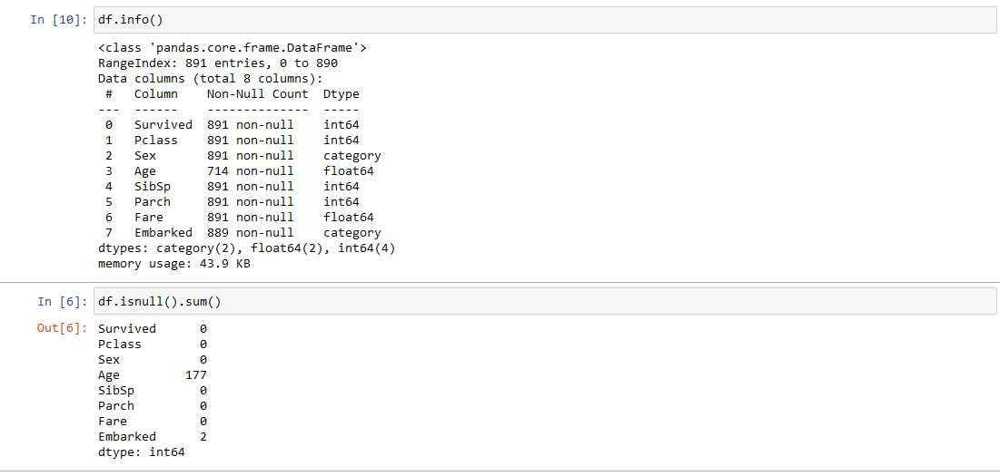 In [10]: df.info()
<class 'pandas.core.frame.DataFrame'>
RangeIndex: 891 entries, 0 to 890
Data columns (total 8 columns):
 #   Column    Non-Null Count  Dtype
---  ------    --------------  -----
 0   Survived  891 non-null    int64
 1   Pclass    891 non-null    int64
 2   Sex       891 non-null    category
 3   Age       714 non-null    float64
 4   SibSp     891 non-null    int64
 5   Parch     891 non-null    int64
 6   Fare      891 non-null    float64
 7   Embarked  889 non-null    category
dtypes: category(2), float64(2), int64(4)
memory usage: 43.9 KB
In [6]: df.isnull().sum()
Out[6]: Survived      0
Pclass        0
Sex           0
Age         177
SibSp         0
Parch         0
Fare          0
Embarked      2
dtype: int64